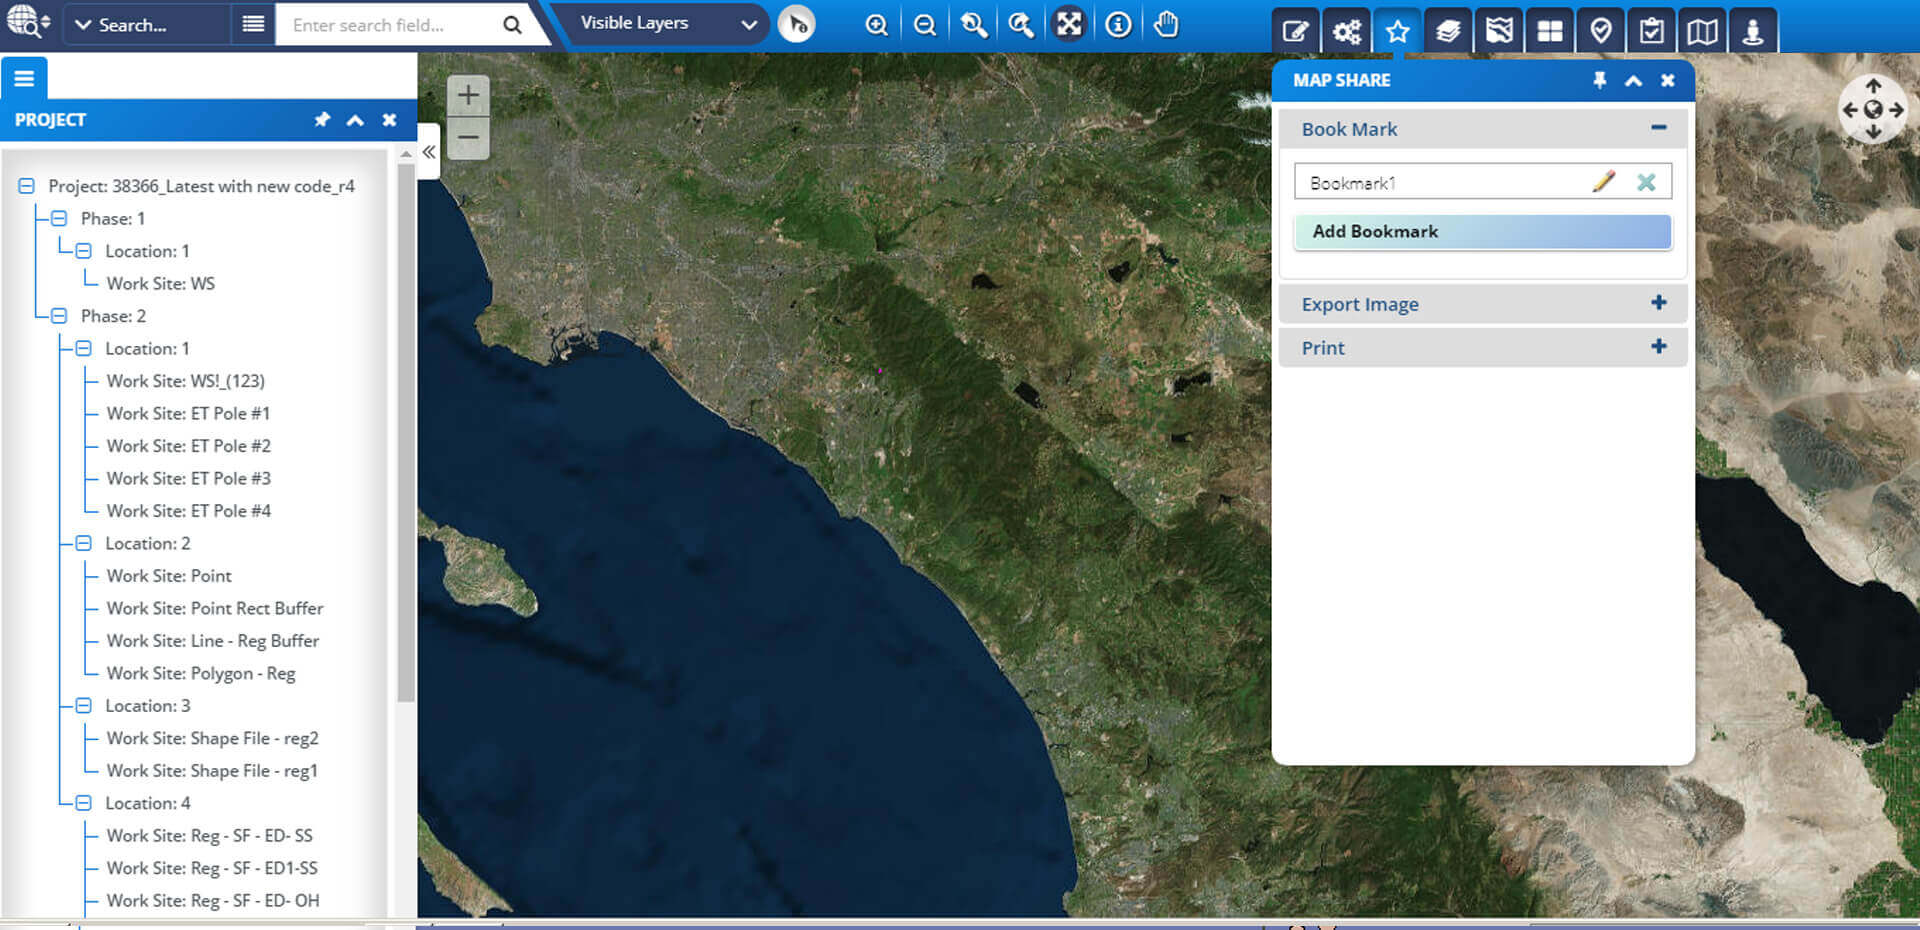 Search...
Enter search field...
Visible Layers
PROJECT
Project: 38366_Latest with new code_r4
Phase: 1
Location: 1
Work Site: WS
Phase: 2
Location: 1
Work Site: WS!_(123)
Work Site: ET Pole #1
Work Site: ET Pole #2
Work Site: ET Pole #3
Work Site: ET Pole #4
Location: 2
Work Site: Point
Work Site: Point Rect Buffer
Work Site: Line - Reg Buffer
Work Site: Polygon - Reg
Location: 3
Work Site: Shape File - reg2
Work Site: Shape File - reg1
Location: 4
Work Site: Reg - SF - ED- SS
Work Site: Reg - SF - ED1-SS
Work Site: Reg - SF - ED- OH
MAP SHARE
Book Mark
Bookmark1
Add Bookmark
Export Image
Print